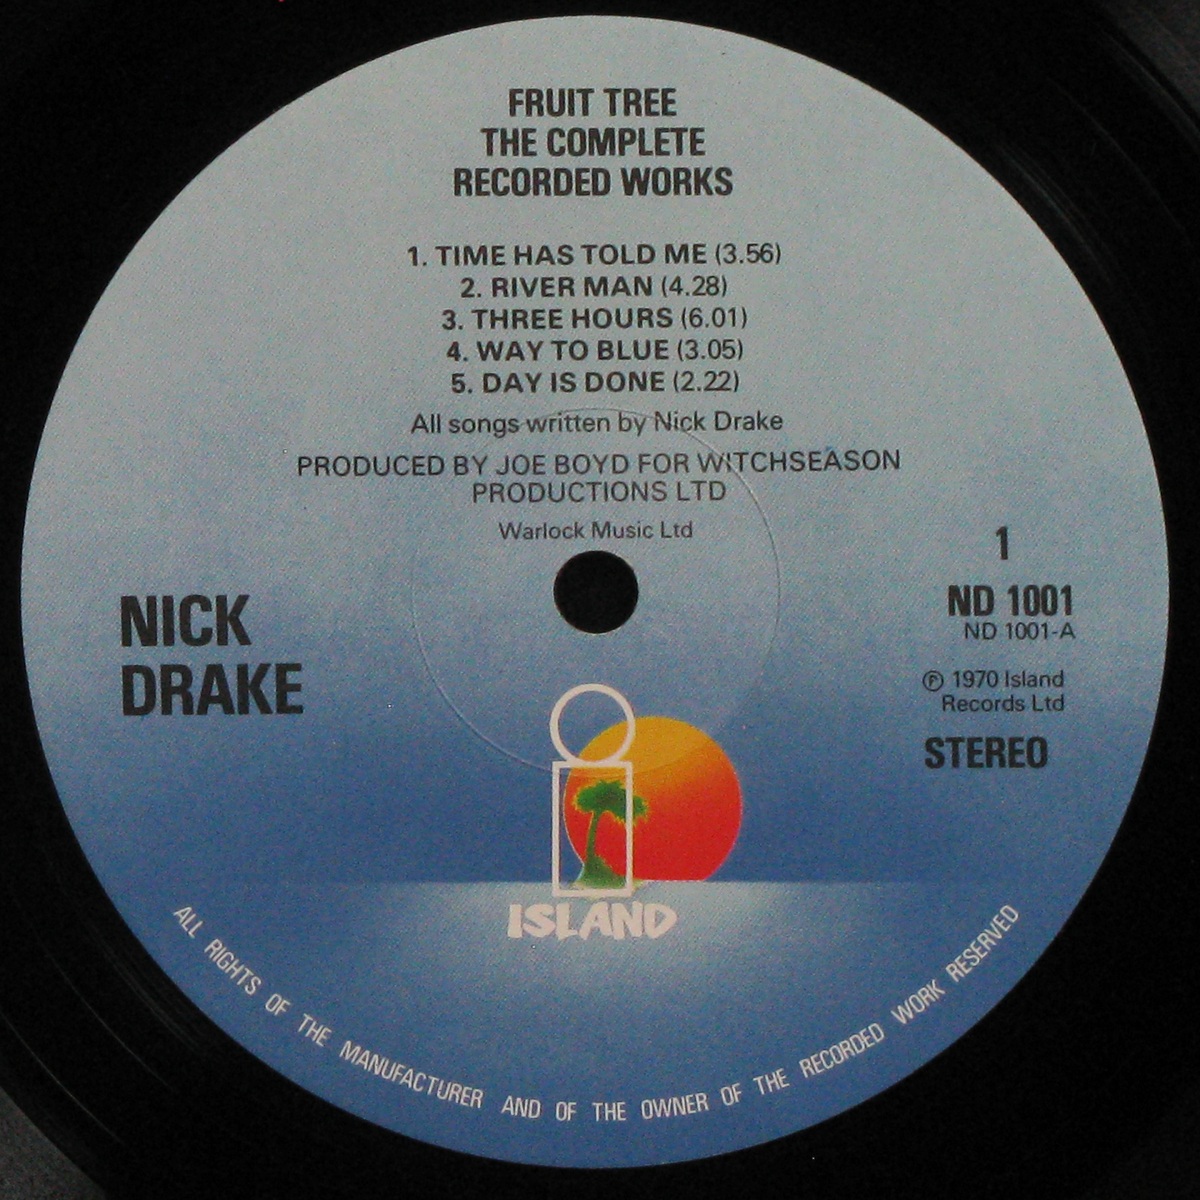 FRUIT TREE
THE COMPLETE
RECORDED WORKS
1. TIME HAS TOLD ME (3.56)
2. RIVER MAN (4.28)
3. THREE HOURS (6.01)
4. WAY TO BLUE (3.05)
5. DAY IS DONE (2.22)
All songs written by Nick Drake
PRODUCED BY JOE BOYD FOR WITCHSEASON
PRODUCTIONS LTD
Warlock Music Ltd
NICK
DRAKE
1
ND 1001
ND 1001-A
℗ 1970 Island
Records Ltd
STEREO
ISLAND
ALL RIGHTS OF THE MANUFACTURER AND OF THE OWNER OF THE RECORDED WORK RESERVED